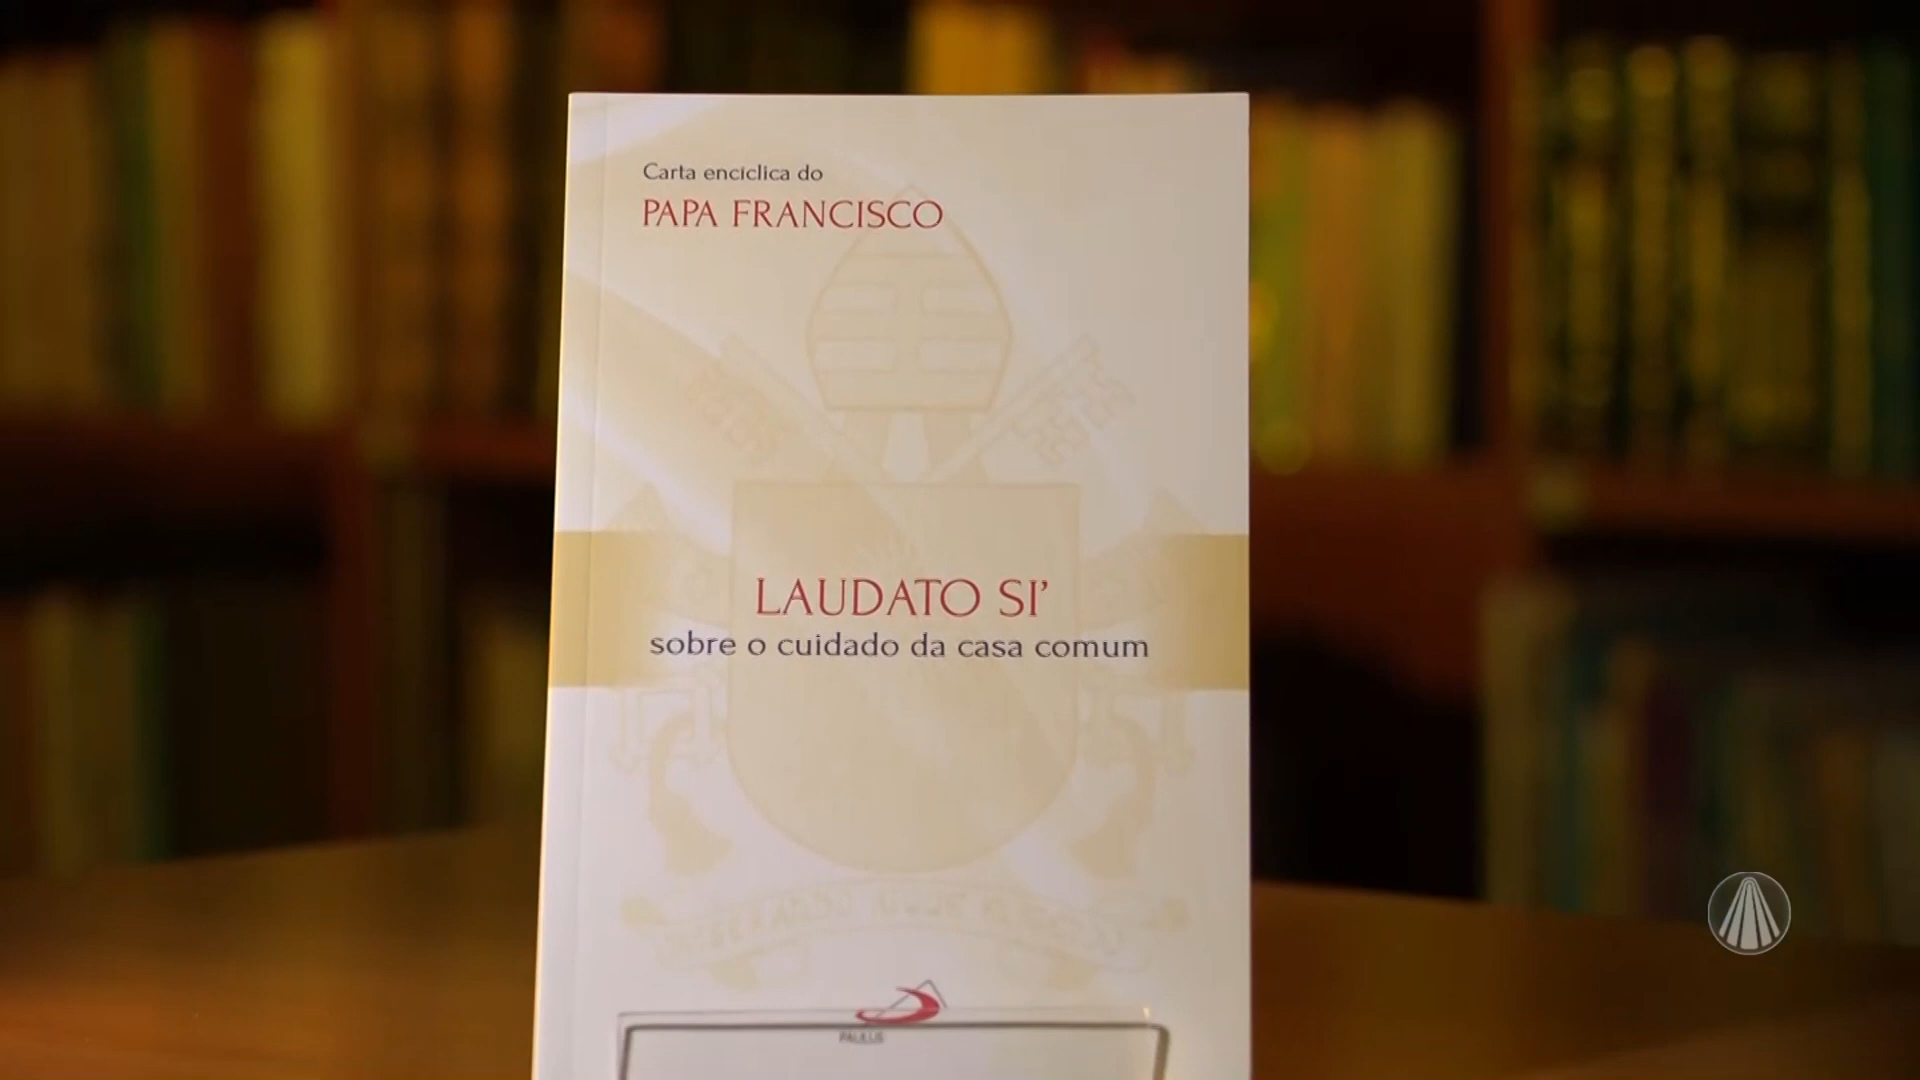 Carta encíclica do
PAPA FRANCISCO
LAUDATO SI’
sobre o cuidado da casa comum
PAULUS